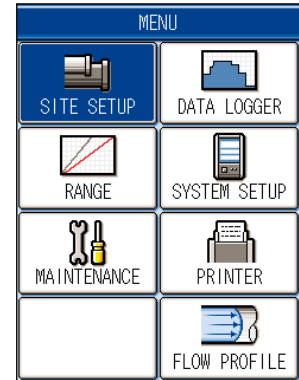 MENU
SITE SETUP
DATA LOGGER
RANGE
SYSTEM SETUP
MAINTENANCE
PRINTER
FLOW PROFILE